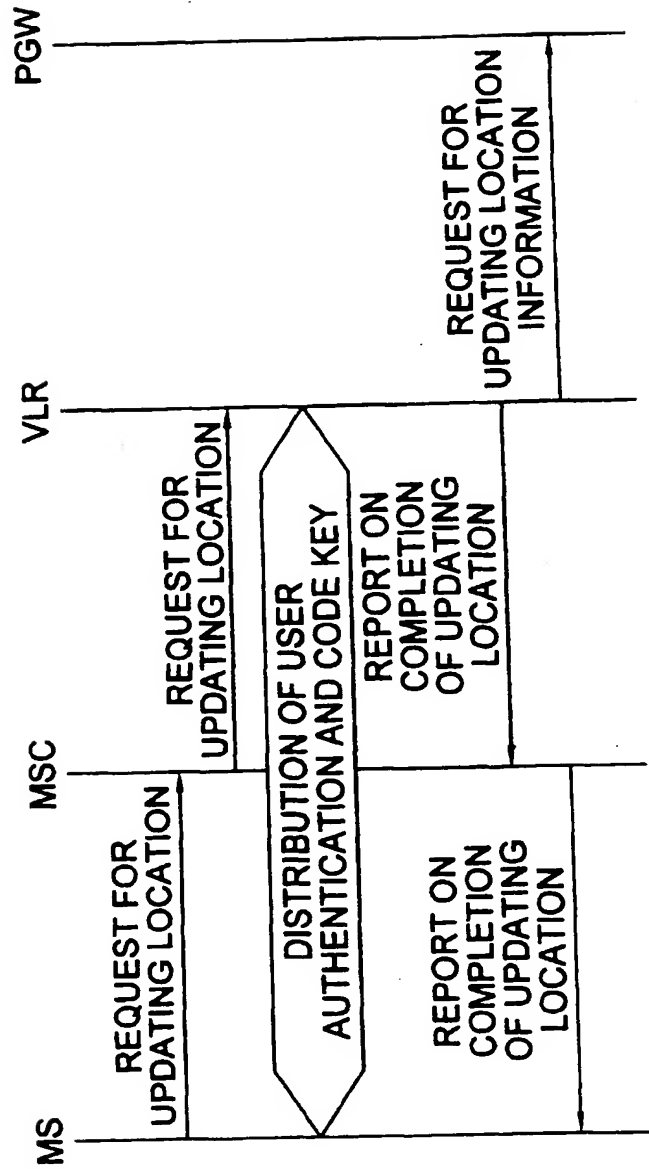 MS
MSC
VLR
PGW
REQUEST FOR
UPDATING LOCATION
REQUEST FOR
UPDATING LOCATION
DISTRIBUTION OF USER
AUTHENTICATION AND CODE KEY
REPORT ON
COMPLETION
OF UPDATING
LOCATION
REPORT ON
COMPLETION
OF UPDATING
LOCATION
REQUEST FOR
UPDATING LOCATION
INFORMATION